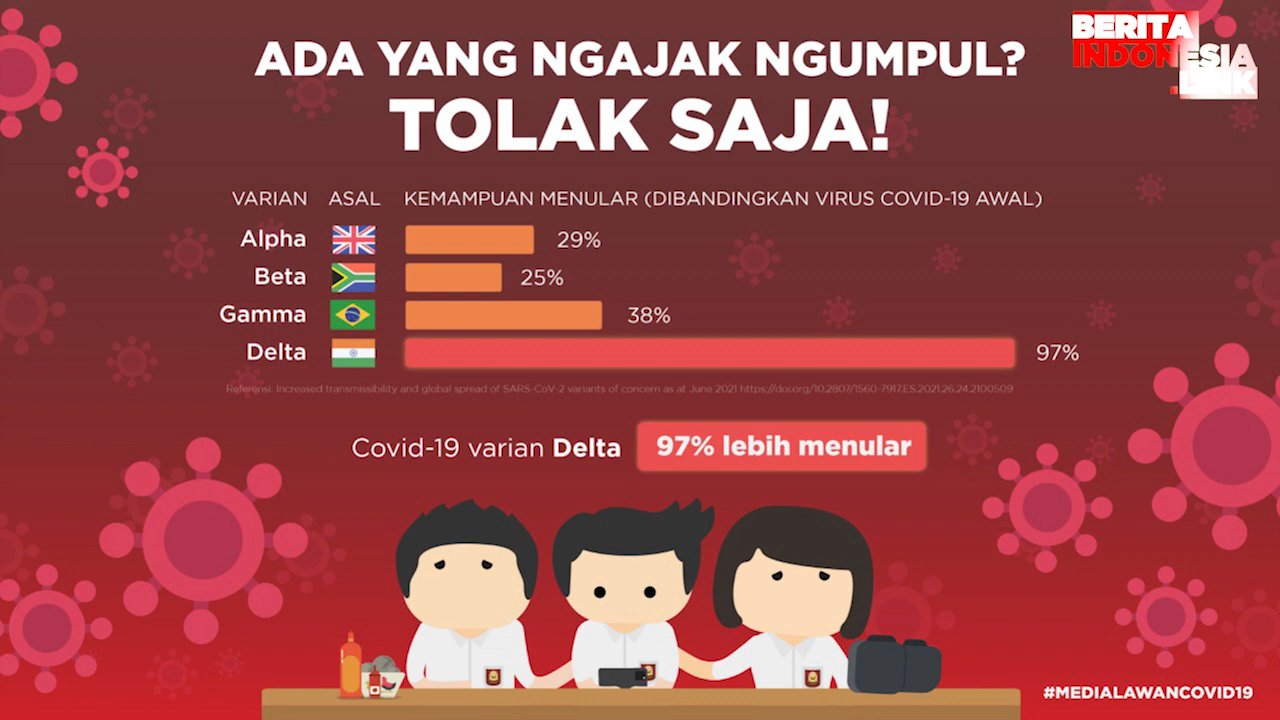 BERITA
INDONESIA
.LINK
ADA YANG NGAJAK NGUMPUL?
TOLAK SAJA!
VARIAN ASAL KEMAMPUAN MENULAR (DIBANDINGKAN VIRUS COVID-19 AWAL)
Alpha 29%
Beta 25%
Gamma 38%
Delta 97%
Referensi: Increased transmissibility and global spread of SARS-CoV-2 variants of concern as at June 2021 https://doi.org/10.2807/1560-7917.ES.2021.26.24.2100509
Covid-19 varian Delta 97% lebih menular
#MEDIALAWANCOVID19